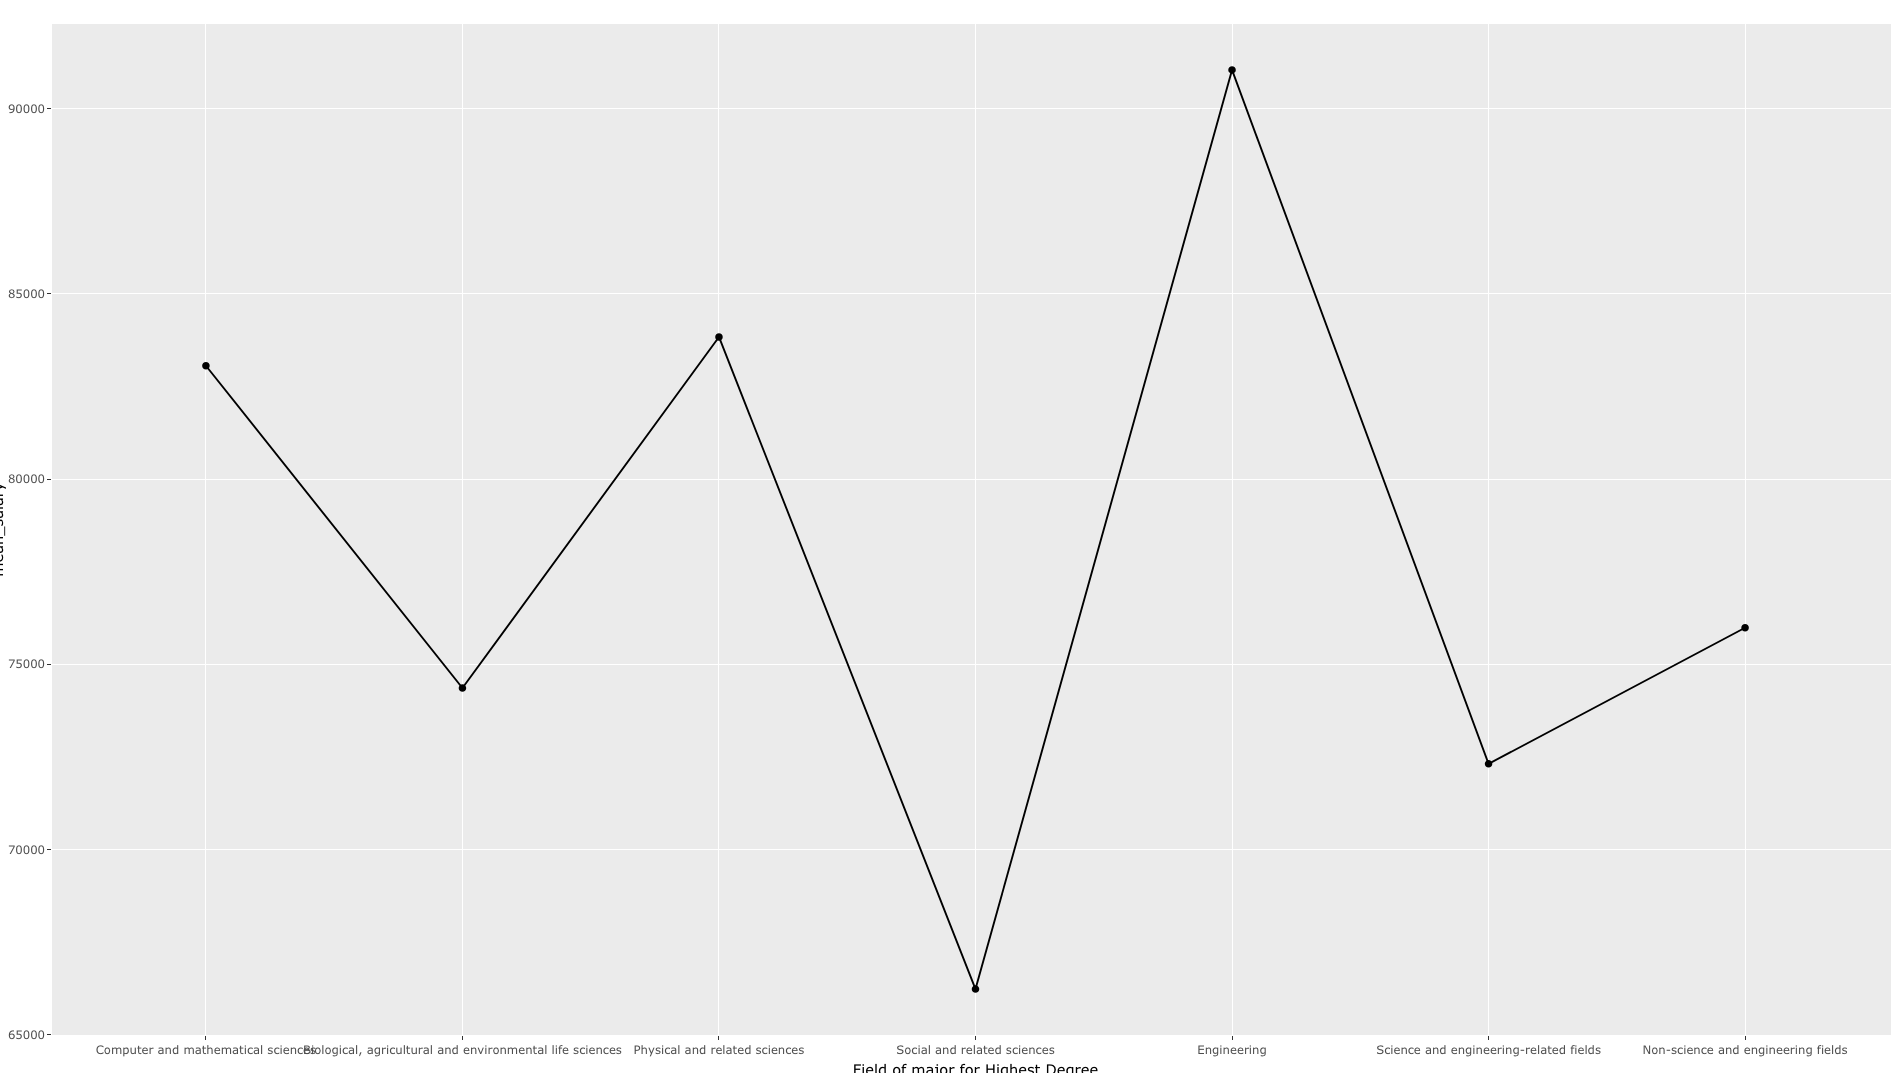 90000
85000
80000
75000
70000
65000
mean_salary
Computer and mathematical sciences
Biological, agricultural and environmental life sciences
Physical and related sciences
Social and related sciences
Engineering
Science and engineering-related fields
Non-science and engineering fields
Field of major for Highest Degree